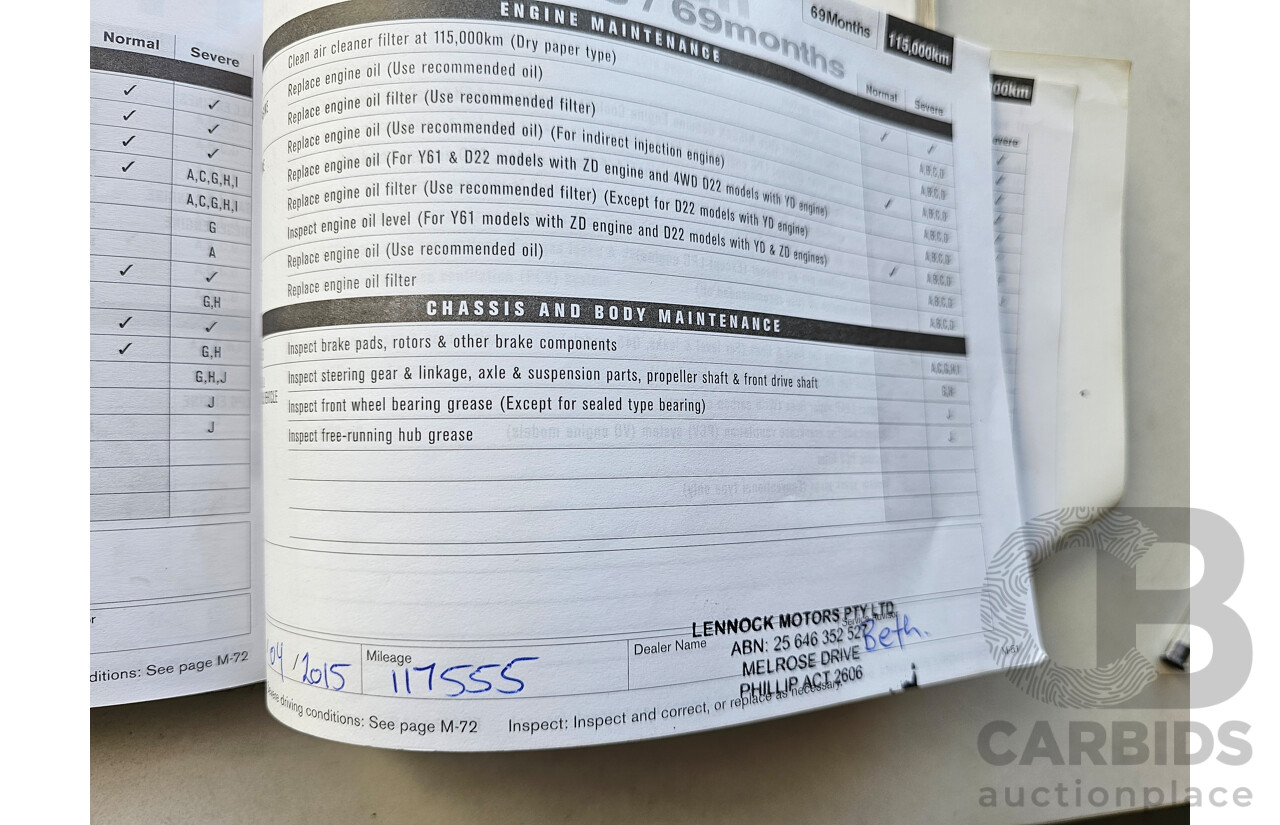 Normal Severe
✓ ✓
✓ ✓
✓ ✓
✓ A,C,G,H,I
A,C,G,H,I
G
A
✓ ✓
G,H
✓ ✓
✓ G,H
G,H,J
J
J
ditions: See page M-72
69months
69Months 115,000km
ENGINE MAINTENANCE
Normal Severe
Clean air cleaner filter at 115,000km (Dry paper type)
Replace engine oil (Use recommended oil)
Replace engine oil filter (Use recommended filter)
Replace engine oil (Use recommended oil) (For indirect injection engine)
Replace engine oil (For Y61 & D22 models with ZD engine and 4WD D22 models with YD engine)
Replace engine oil filter (Use recommended filter) (Except for D22 models with YD engine)
Inspect engine oil level (For Y61 models with ZD engine and D22 models with YD & ZD engines)
Replace engine oil (Use recommended oil)
Replace engine oil filter
CHASSIS AND BODY MAINTENANCE
Inspect brake pads, rotors & other brake components
Inspect steering gear & linkage, axle & suspension parts, propeller shaft & front drive shaft
Inspect front wheel bearing grease (Except for sealed type bearing)
Inspect free-running hub grease
04/2015
Mileage
117555
Dealer Name
LENNOCK MOTORS PTY LTD
ABN: 25 646 352 527
MELROSE DRIVE
PHILLIP ACT 2606
Beth.
driving conditions: See page M-72 Inspect: Inspect and correct, or replace as necessary.
00km
CB
CARBIDS
auctionplace